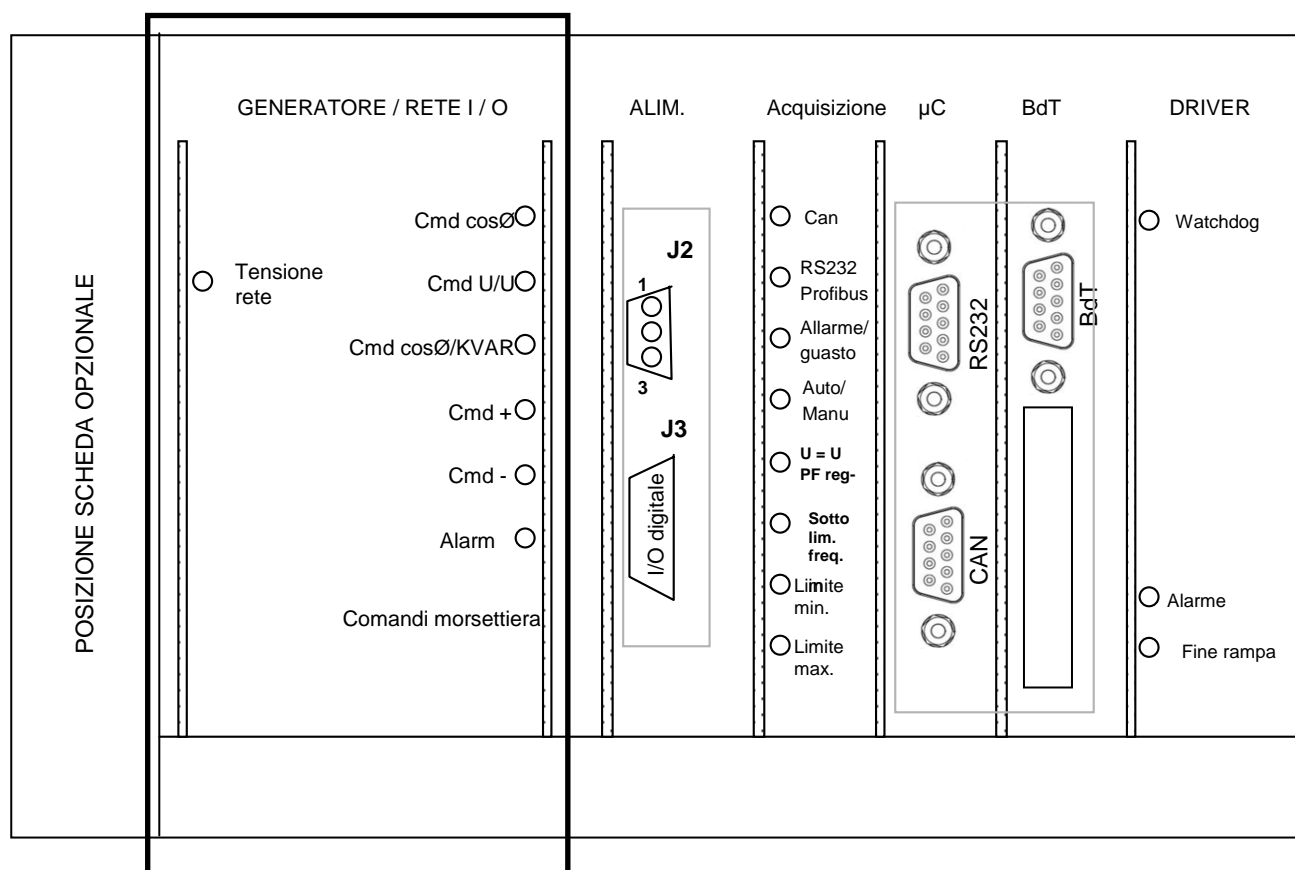 GENERATORE / RETE I / O
ALIM.
Acquisizione
µC
BdT
DRIVER
POSIZIONE SCHEDA OPZIONALE
Tensione
rete
Cmd cosØ
Cmd U/U
Cmd cosØ/KVAR
Cmd +
Cmd -
Alarm
Comandi morsettiera
J2
1
3
J3
I/O digitale
Can
RS232
Profibus
Allarme/
guasto
Auto/
Manu
U = U
PF reg-
Sotto
lim.
freq.
n
Limite
min.
Limite
max.
RS232
CAN
BdT
Watchdog
Alarme
Fine rampa